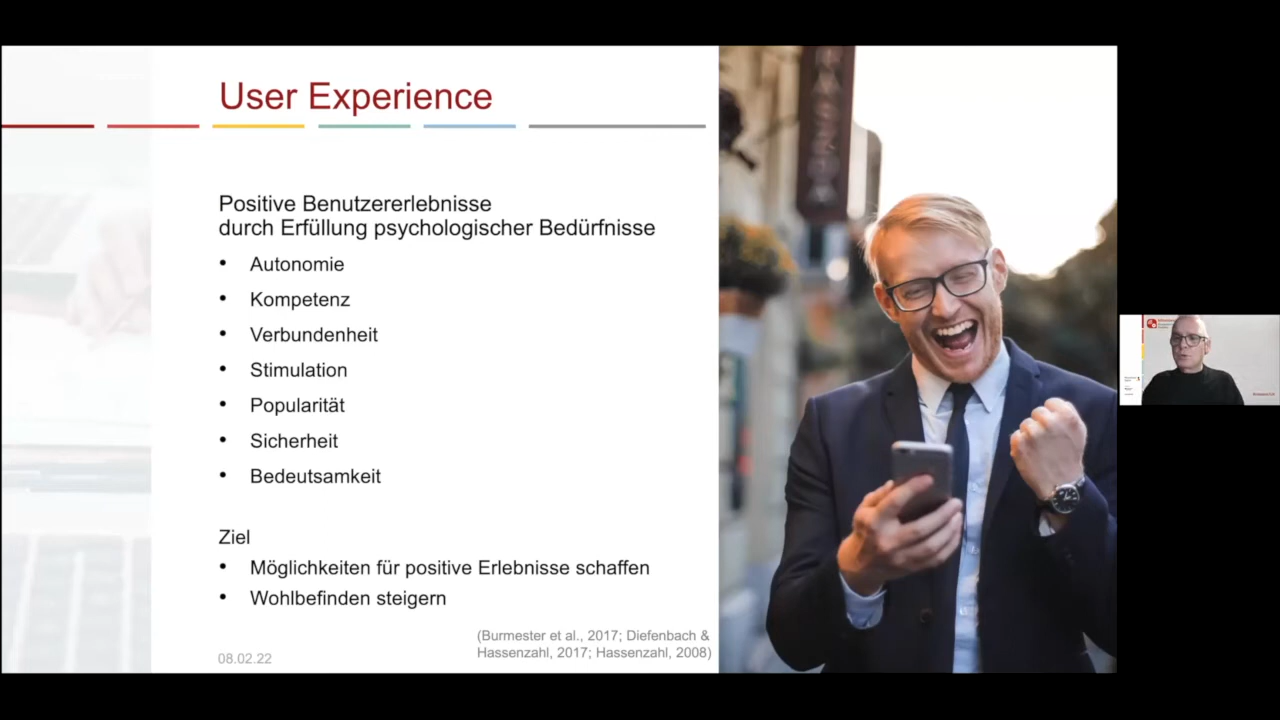 User Experience
Positive Benutzererlebnisse
durch Erfüllung psychologischer Bedürfnisse
• Autonomie
• Kompetenz
• Verbundenheit
• Stimulation
• Popularität
• Sicherheit
• Bedeutsamkeit
Ziel
• Möglichkeiten für positive Erlebnisse schaffen
• Wohlbefinden steigern
(Burmester et al., 2017; Diefenbach &
Hassenzahl, 2017; Hassenzahl, 2008)
08.02.22